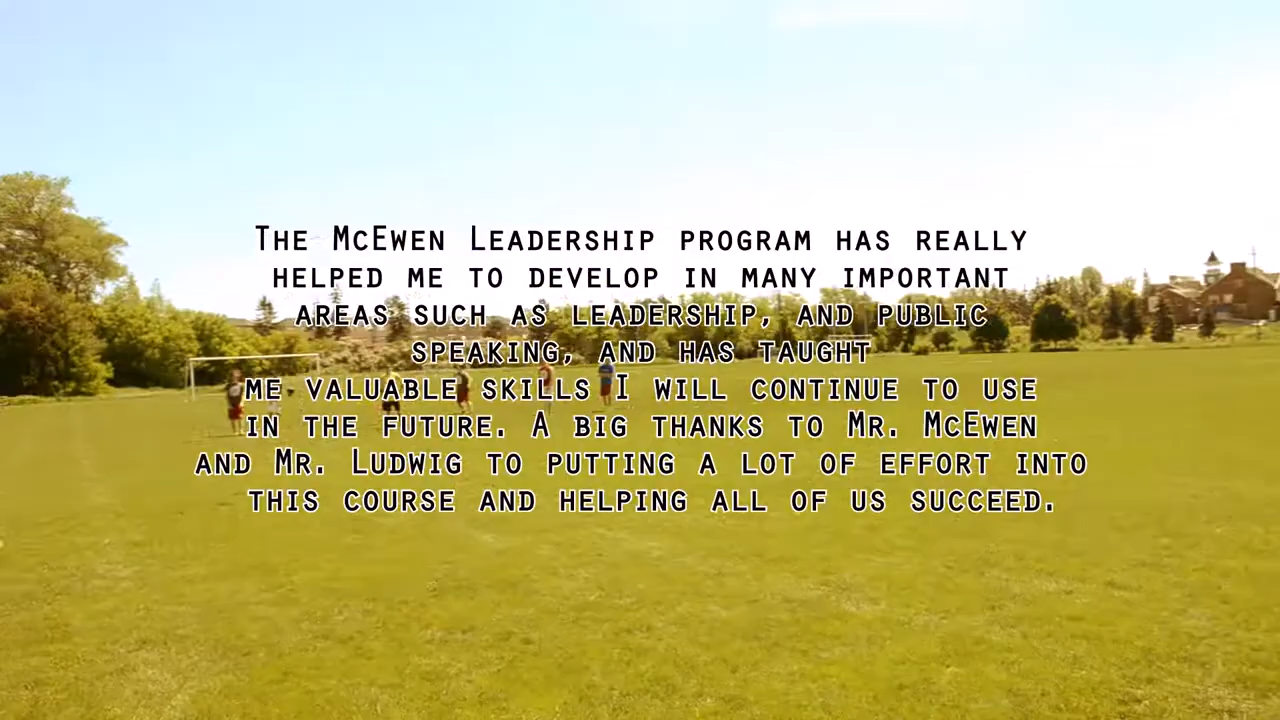 The McEwen Leadership program has really
helped me to develop in many important
areas such as leadership, and public
speaking, and has taught
me valuable skills I will continue to use
in the future. A big thanks to Mr. McEwen
and Mr. Ludwig to putting a lot of effort into
this course and helping all of us succeed.